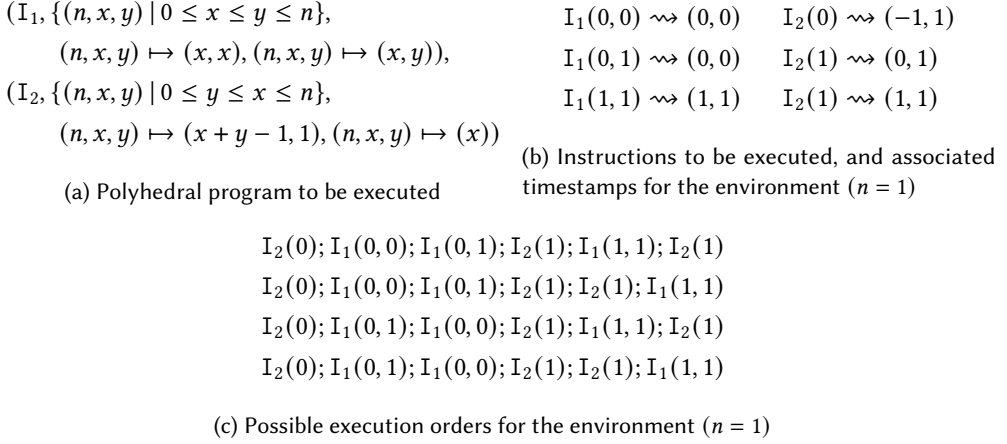 (I₁, {(n, x, y) | 0 ≤ x ≤ y ≤ n},
(n, x, y) ↦ (x, x), (n, x, y) ↦ (x, y)),
(I₂, {(n, x, y) | 0 ≤ y ≤ x ≤ n},
(n, x, y) ↦ (x + y − 1, 1), (n, x, y) ↦ (x))
(a) Polyhedral program to be executed
I₁(0, 0) ⇝ (0, 0) I₂(0) ⇝ (−1, 1)
I₁(0, 1) ⇝ (0, 0) I₂(1) ⇝ (0, 1)
I₁(1, 1) ⇝ (1, 1) I₂(1) ⇝ (1, 1)
(b) Instructions to be executed, and associated
timestamps for the environment (n = 1)
I₂(0); I₁(0, 0); I₁(0, 1); I₂(1); I₁(1, 1); I₂(1)
I₂(0); I₁(0, 0); I₁(0, 1); I₂(1); I₂(1); I₁(1, 1)
I₂(0); I₁(0, 1); I₁(0, 0); I₂(1); I₁(1, 1); I₂(1)
I₂(0); I₁(0, 1); I₁(0, 0); I₂(1); I₂(1); I₁(1, 1)
(c) Possible execution orders for the environment (n = 1)